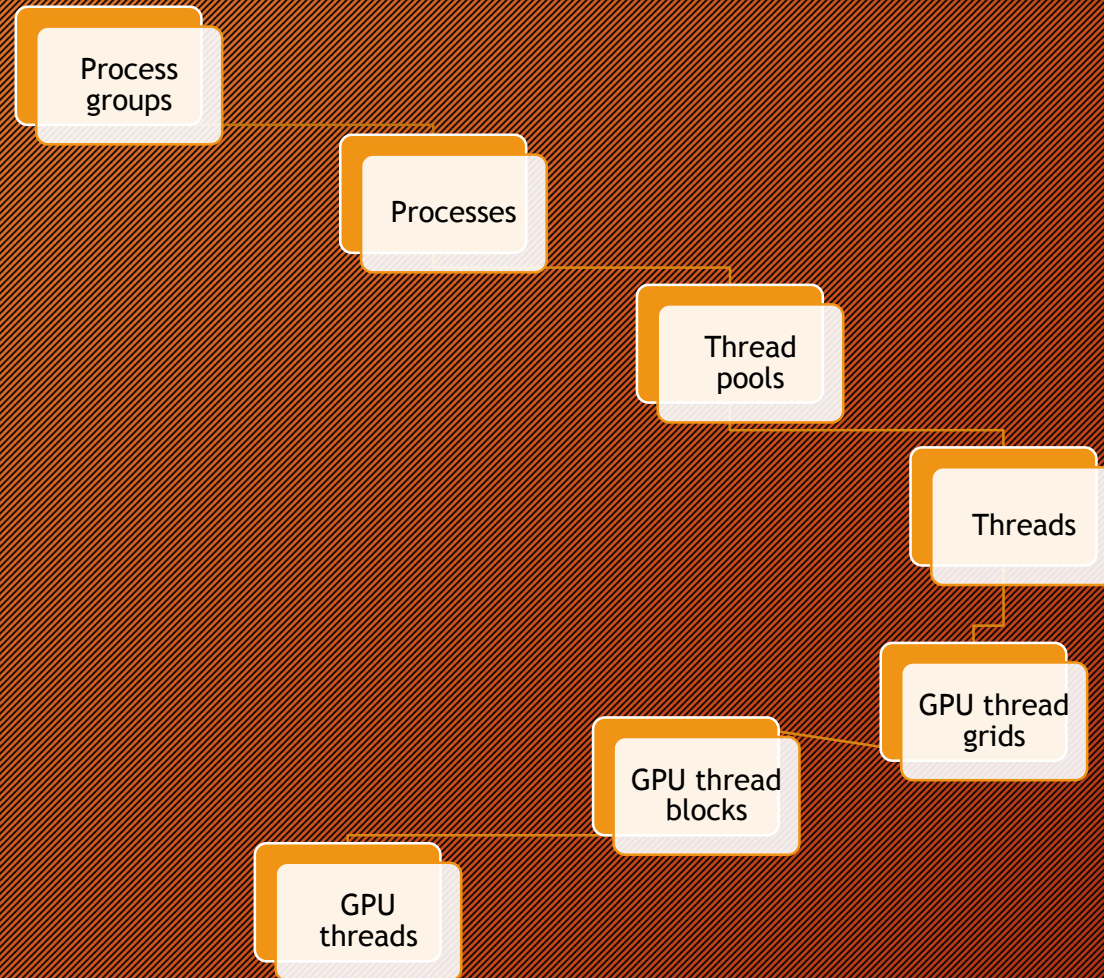 Process
groups
Processes
Thread
pools
Threads
GPU thread
grids
GPU thread
blocks
GPU
threads